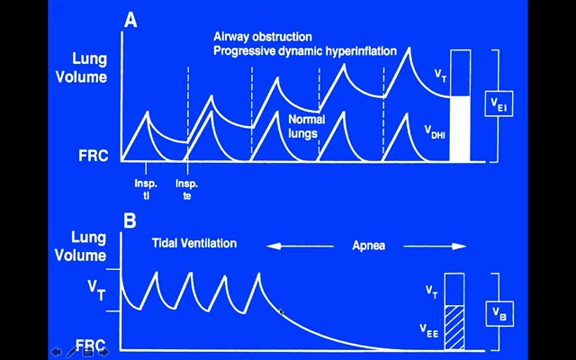 A
Airway obstruction
Progressive dynamic hyperinflation
Lung
Volume
VT
VEI
Normal
lungs
VDHI
FRC
Insp.
ti
Insp.
te
B
Lung
Volume
Tidal Ventilation
Apnea
VT
VT
VEI
VEE
FRC